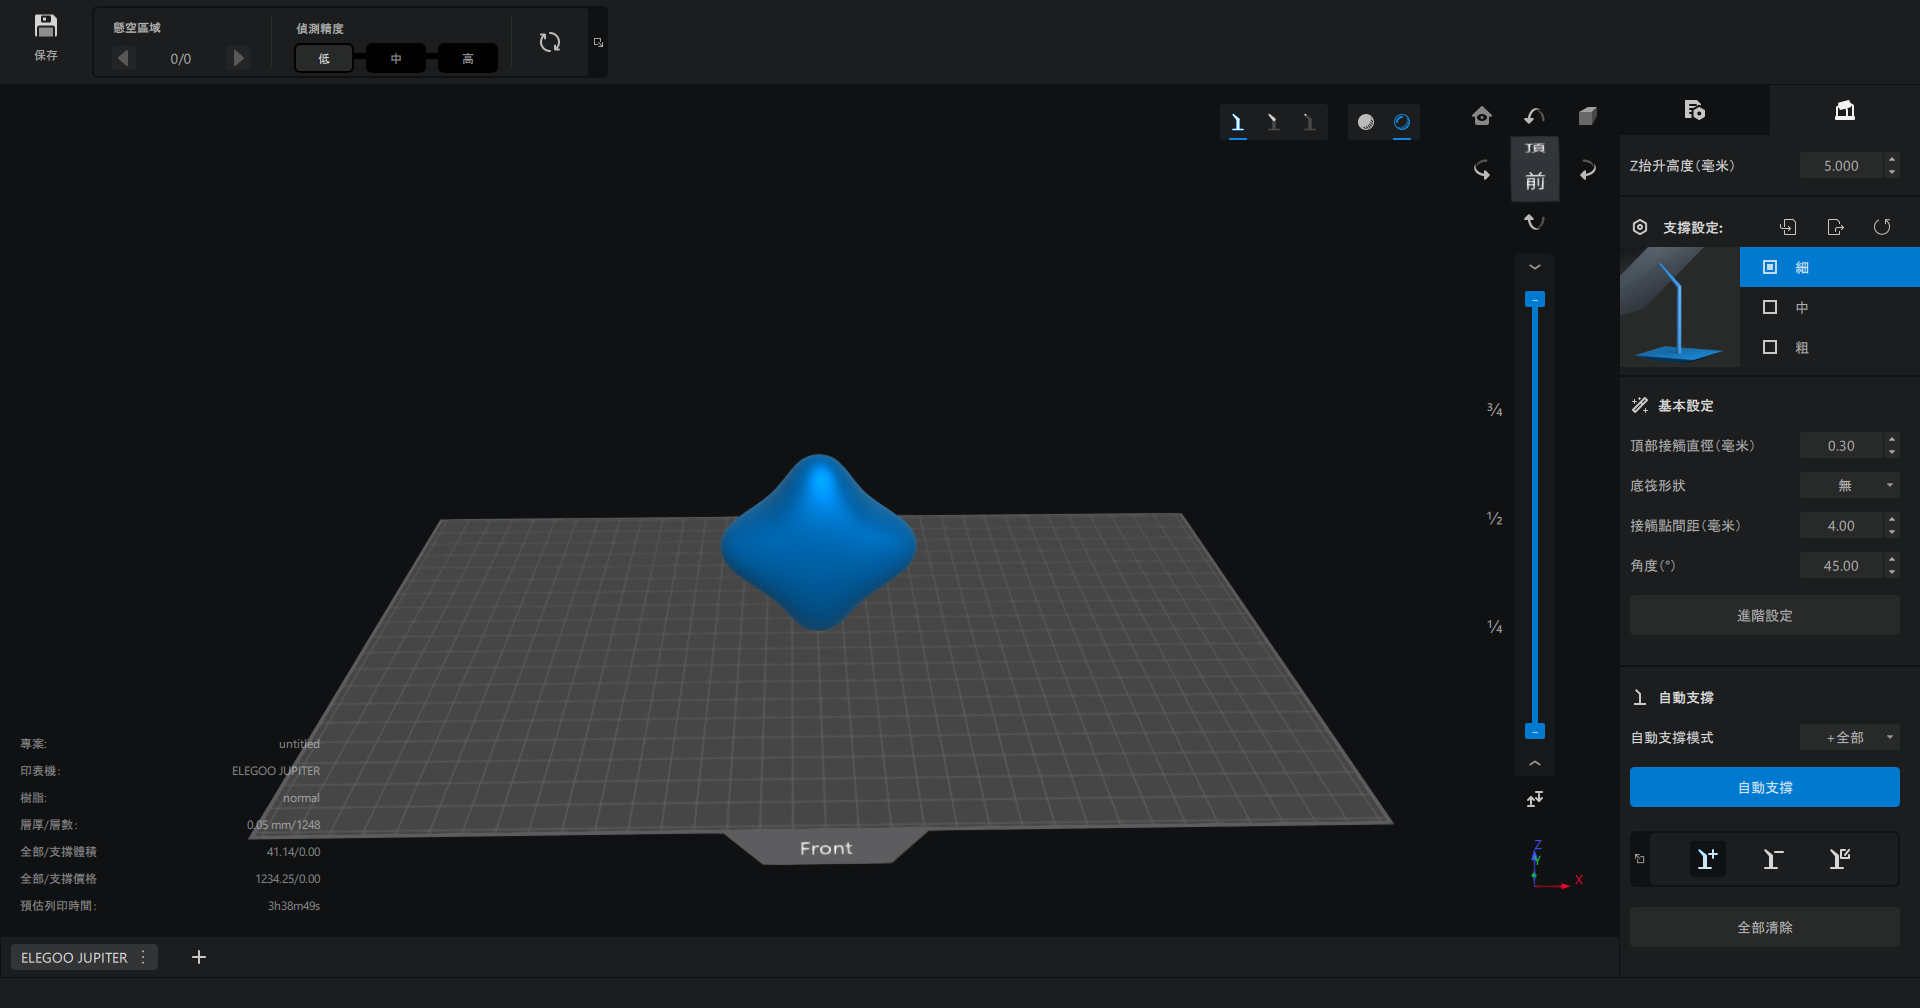 保存
懸空區域
0/0
偵測精度
低
中
高
頂
前
¾
½
¼
Z抬升高度(毫米)
5.000
支撐設定:
細
中
粗
基本設定
頂部接觸直徑(毫米)
0.30
底筏形狀
無
接觸點間距(毫米)
4.00
角度(°)
45.00
進階設定
自動支撐
自動支撐模式
+全部
自動支撐
全部清除
Front
Z
Y
X
專案:
untitled
印表機:
ELEGOO JUPITER
樹脂:
normal
層厚/層數:
0.05 mm/1248
全部/支撐體積
41.14/0.00
全部/支撐價格
1234.25/0.00
預估列印時間:
3h38m49s
ELEGOO JUPITER